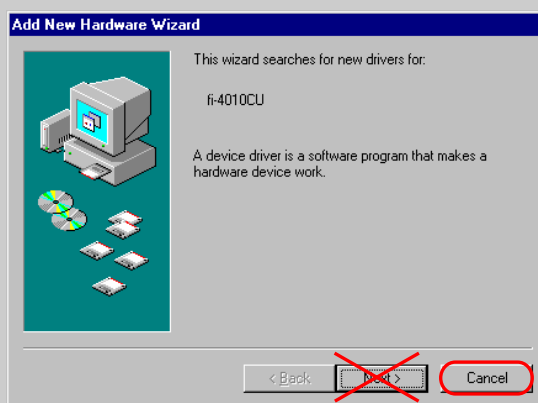 Add New Hardware Wizard
This wizard searches for new drivers for:
fi-4010CU
A device driver is a software program that makes a
hardware device work.
< Back
Next >
Cancel